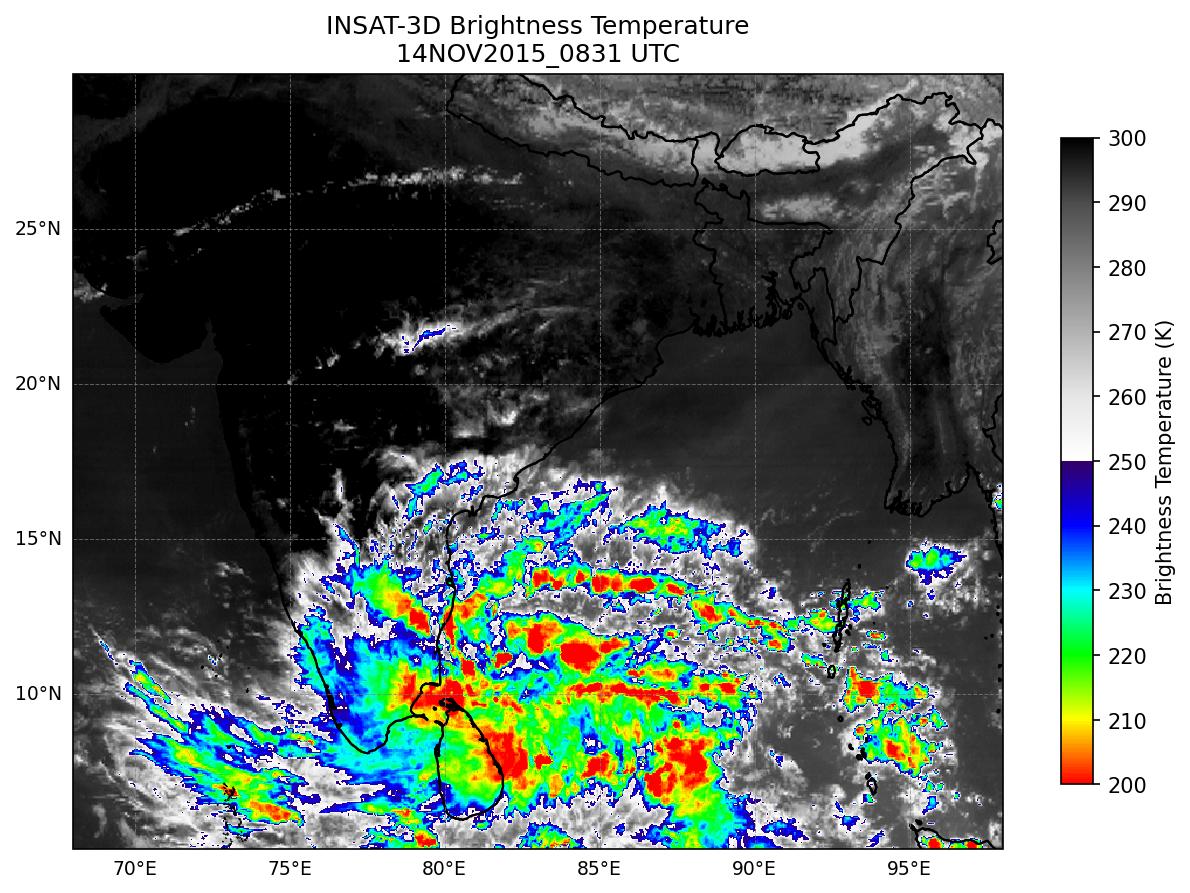 INSAT-3D Brightness Temperature
14NOV2015_0831 UTC
25°N
20°N
15°N
10°N
70°E
75°E
80°E
85°E
90°E
95°E
300
290
280
270
260
250
240
230
220
210
200
Brightness Temperature (K)